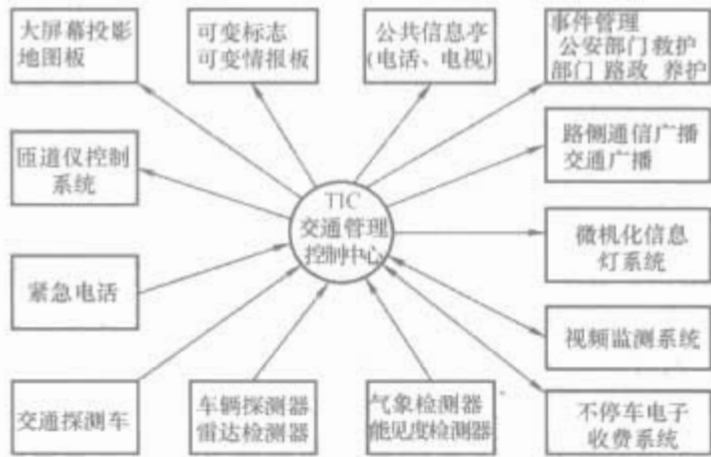 大屏幕投影
地图板
可变标志
可变情报板
公共信息亭
(电话、电视)
事件管理
公安部门救护
部门 路政 养护
匝道仪控制
系统
路侧通信广播
交通广播
TIC
交通管理
控制中心
微机化信息
灯系统
紧急电话
视频监测系统
交通探测车
车辆探测器
雷达检测器
气象检测器
能见度检测器
不停车电子
收费系统